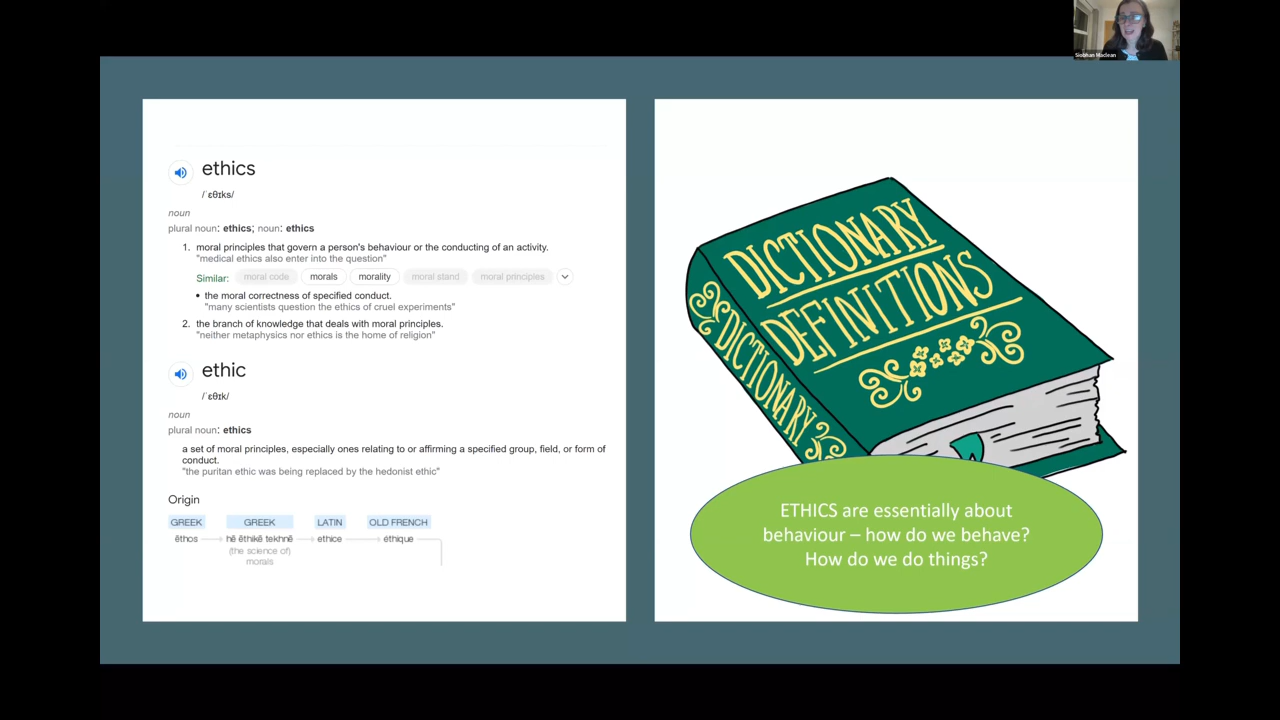 Siobhan Maclean
ethics
/ˈɛθɪks/
noun
plural noun: ethics; noun: ethics
1. moral principles that govern a person's behaviour or the conducting of an activity.
"medical ethics also enter into the question"
Similar: moral code morals morality moral stand moral principles
• the moral correctness of specified conduct.
"many scientists question the ethics of cruel experiments"
2. the branch of knowledge that deals with moral principles.
"neither metaphysics nor ethics is the home of religion"
ethic
/ˈɛθɪk/
noun
plural noun: ethics
a set of moral principles, especially ones relating to or affirming a specified group, field, or form of
conduct.
"the puritan ethic was being replaced by the hedonist ethic"
Origin
GREEK GREEK LATIN OLD FRENCH
ēthos hē ēthikē tekhnē ethice éthique
(the science of)
morals
DICTIONARY
DEFINITIONS
DICTIONARY
ETHICS are essentially about
behaviour – how do we behave?
How do we do things?